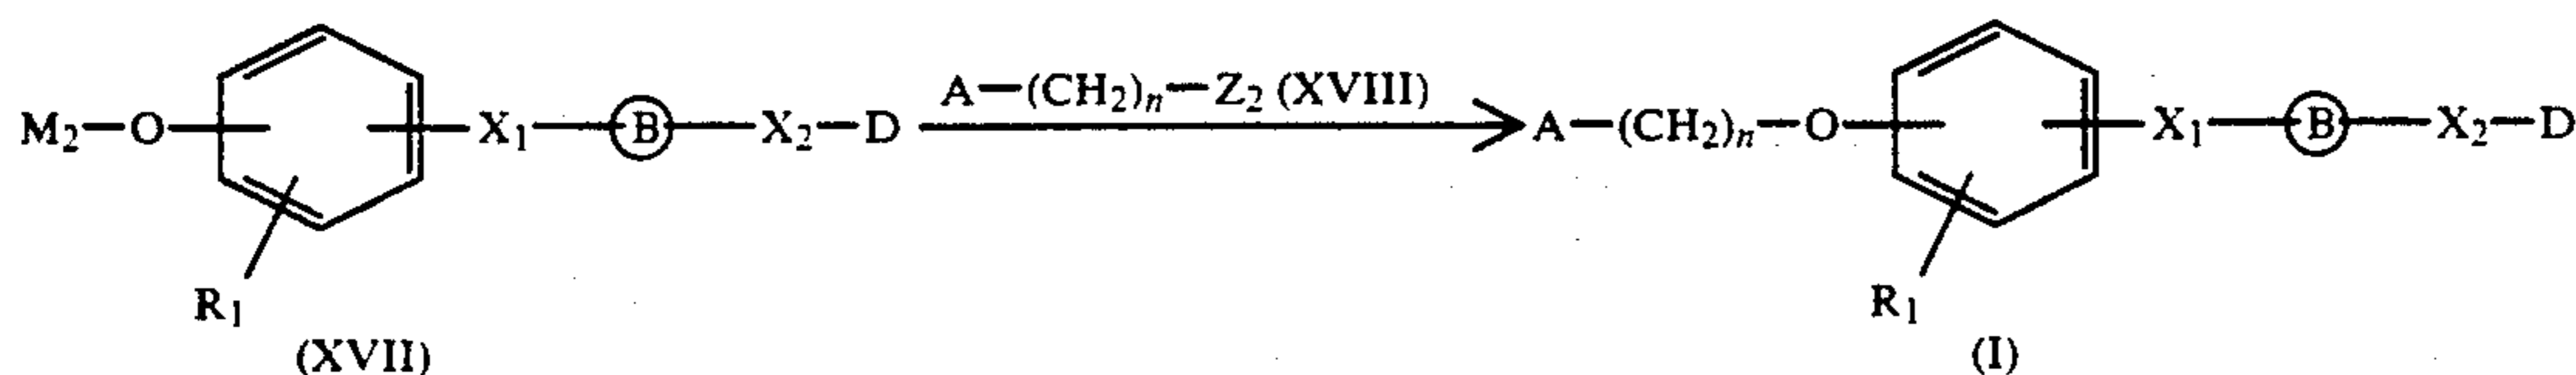 A—(CH₂)ₙ—Z₂ (XVIII)
M₂—O X₁ B X₂—D A—(CH₂)ₙ—O X₁ B X₂—D
R₁ R₁
(XVII) (I)